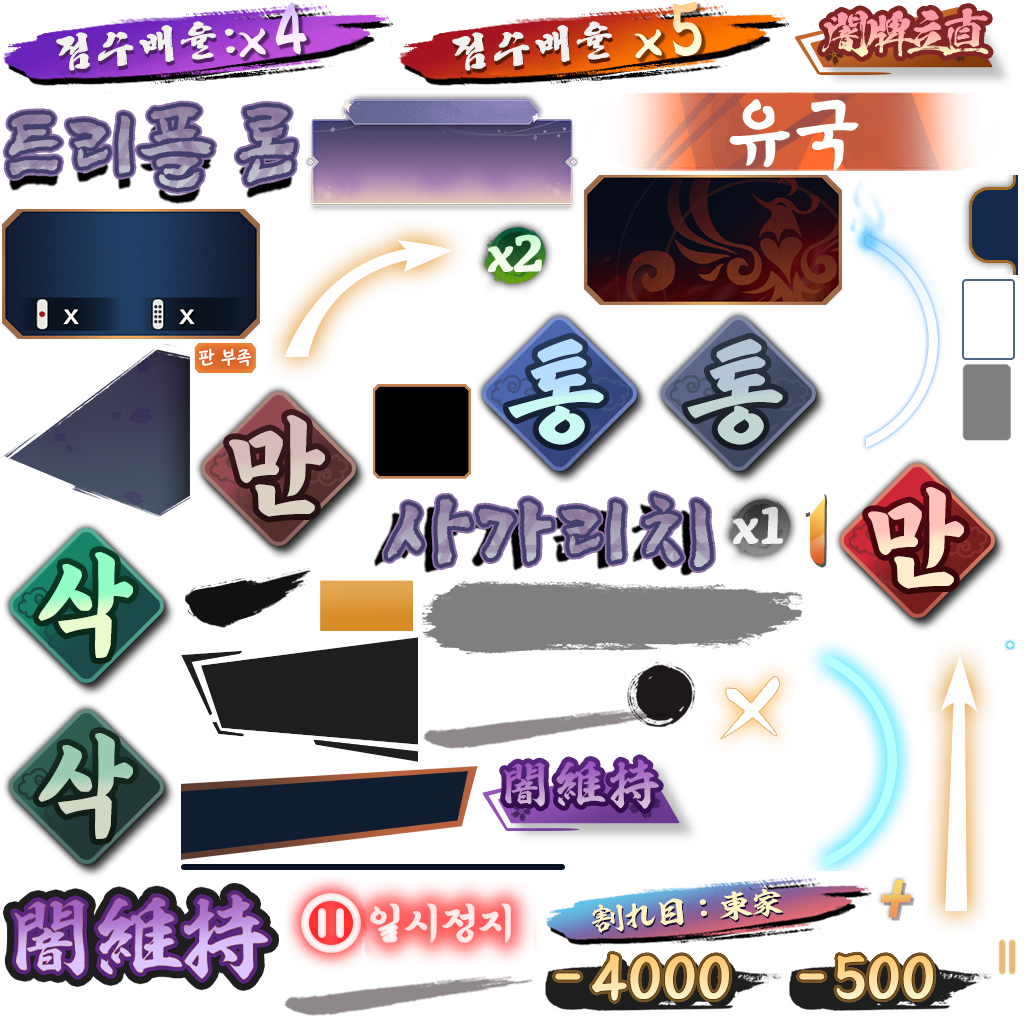 점수배율:x4
점수배율 x5
闇牌立直
트리플 론
유국
x2
x
x
판 부족
통
통
만
사가리치
x1
1
만
삭
삭
闇維持
闇維持
일시정지
割れ目：東家
+
-4000
-500